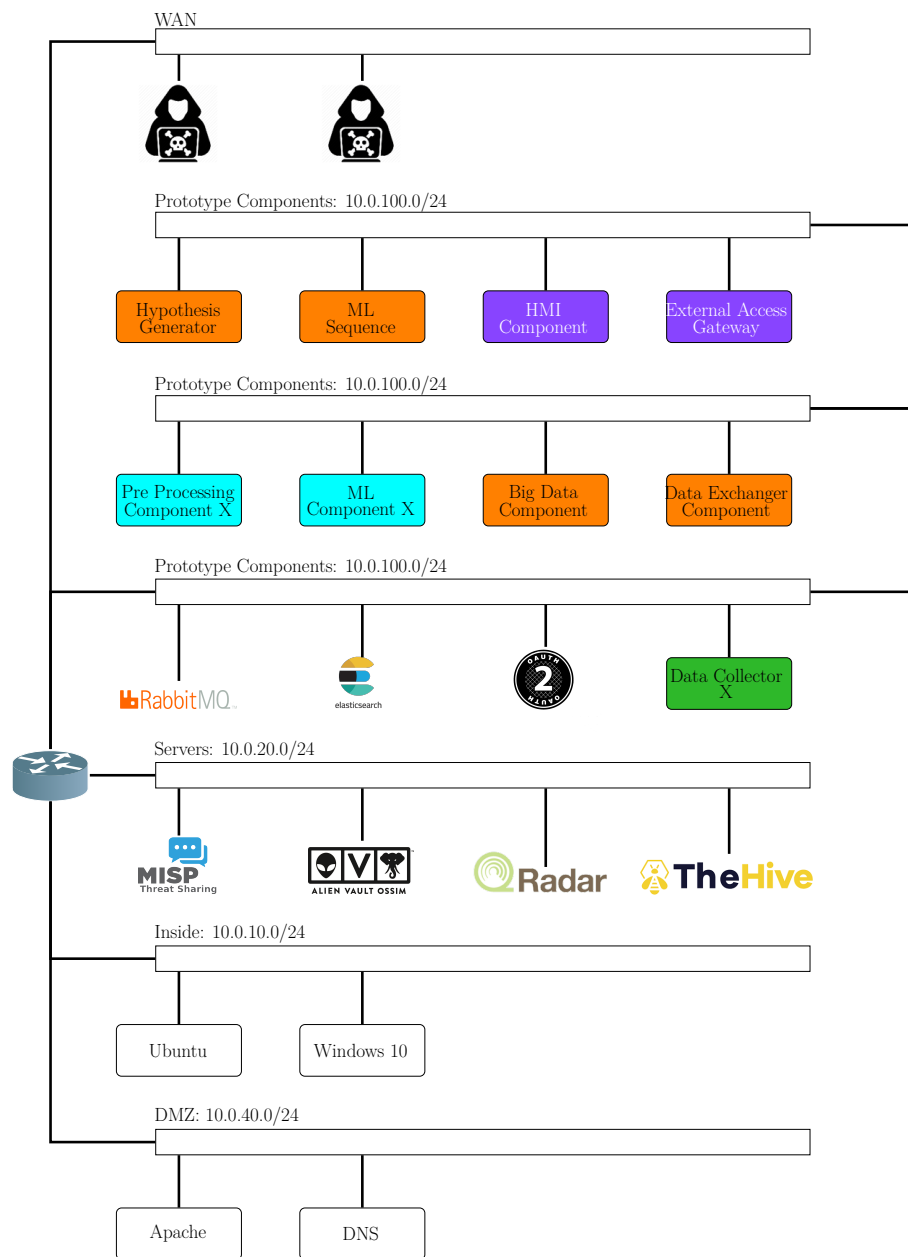 WAN
Prototype Components: 10.0.100.0/24
Hypothesis
Generator
ML
Sequence
HMI
Component
External Access
Gateway
Prototype Components: 10.0.100.0/24
Pre Processing
Component X
ML
Component X
Big Data
Component
Data Exchanger
Component
Prototype Components: 10.0.100.0/24
RabbitMQ
elasticsearch
OAUTH
2
OAUTH
Data Collector
X
Servers: 10.0.20.0/24
MISP
Threat Sharing
V
ALIEN VAULT OSSIM
QRadar
TheHive
Inside: 10.0.10.0/24
Ubuntu
Windows 10
DMZ: 10.0.40.0/24
Apache
DNS